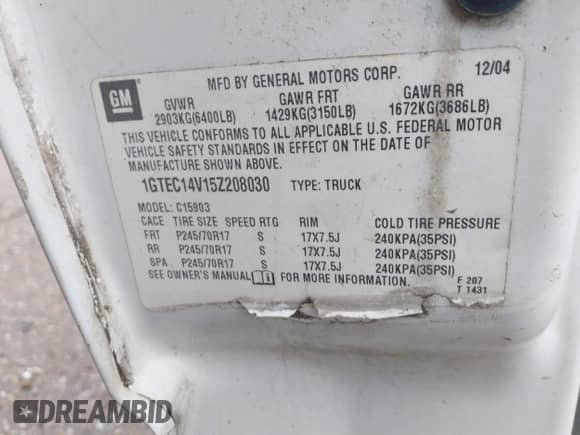 MFD BY GENERAL MOTORS CORP. 12/04
GM
GVWR GAWR FRT GAWR RR
2903KG(6400LB) 1429KG(3150LB) 1672KG(3686LB)
THIS VEHICLE CONFORMS TO ALL APPLICABLE U.S. FEDERAL MOTOR
VEHICLE SAFETY STANDARDS IN EFFECT ON THE DATE OF
MANUFACTURE SHOWN ABOVE.
1GTEC14V15Z208030 TYPE: TRUCK
MODEL: C15903
CACE TIRE SIZE SPEED RTG RIM COLD TIRE PRESSURE
FRT P245/70R17 S 17X7.5J 240KPA(35PSI)
RR P245/70R17 S 17X7.5J 240KPA(35PSI)
SPA P245/70R17 S 17X7.5J 240KPA(35PSI)
SEE OWNER'S MANUAL FOR MORE INFORMATION.
F 207
T 1431
DREAMBID